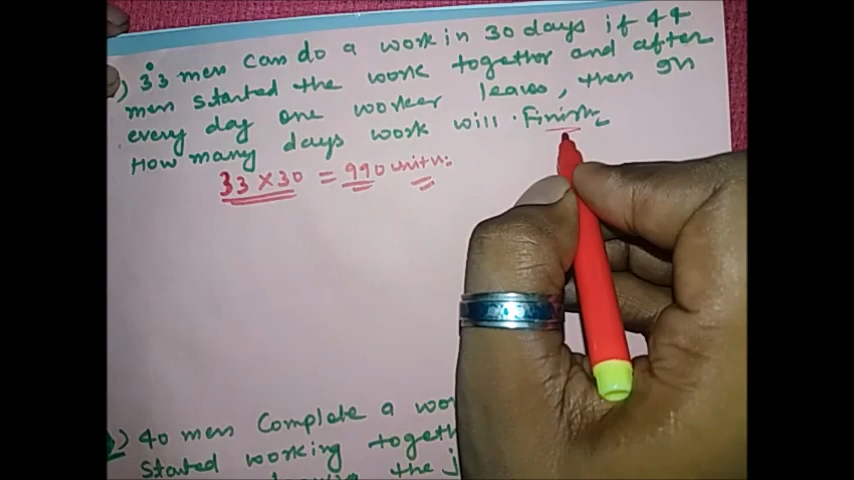 ) 33 men can do a work in 30 days if 44
men started the work together and after
every day one worker leaves, then in
How many days work will finish
33 × 30 = 990 units.
) 40 men Complete a wor
started working togeth
the j